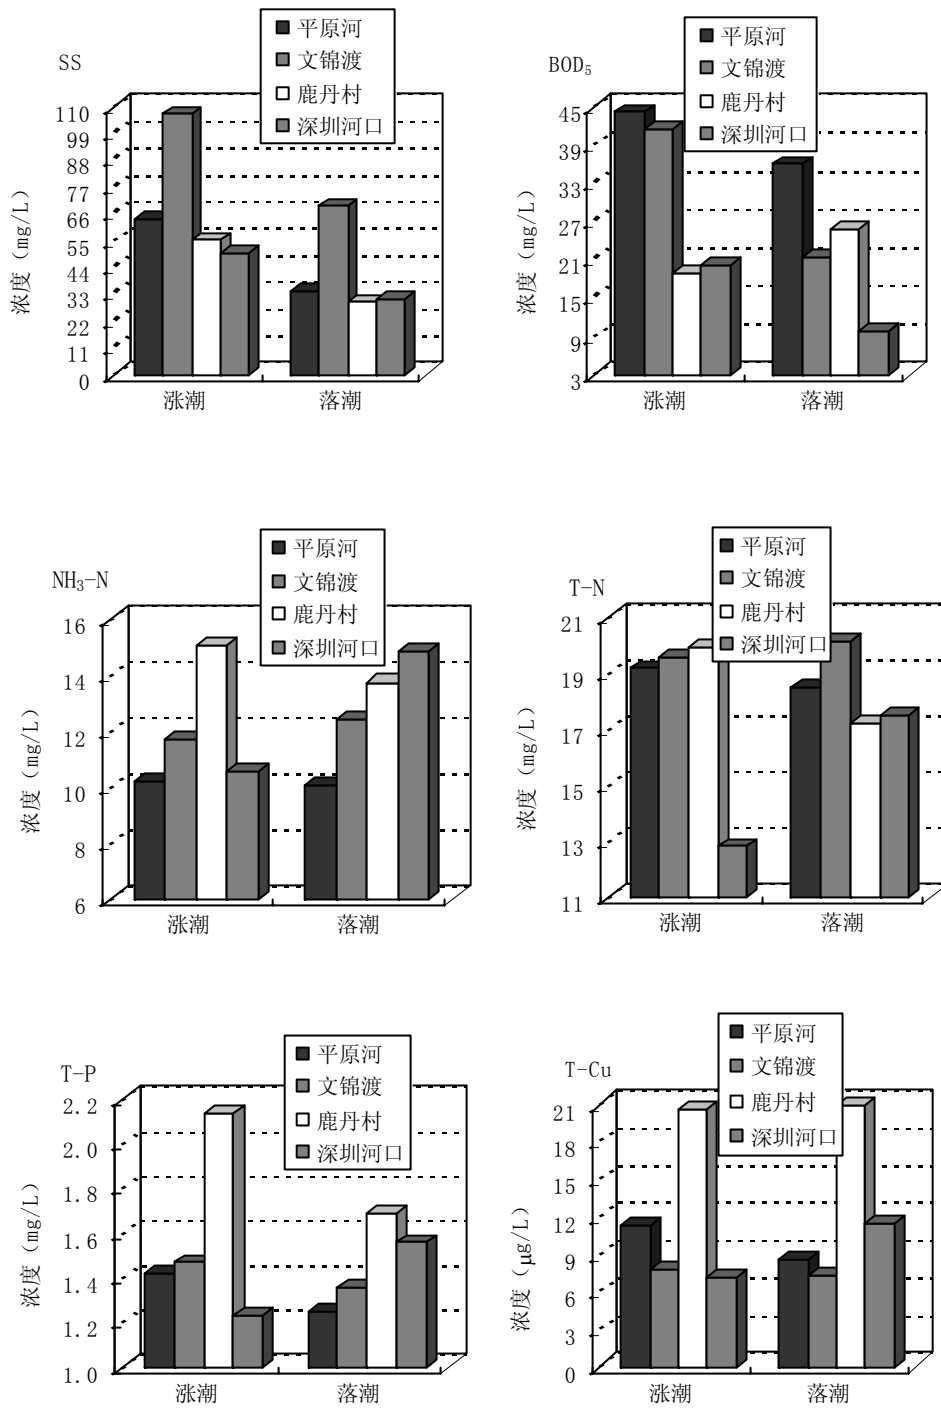 SS
平原河
文锦渡
鹿丹村
深圳河口
浓度（mg/L）
110
99
88
77
66
55
44
33
22
11
0
涨潮
落潮
BOD₅
平原河
文锦渡
鹿丹村
深圳河口
浓度（mg/L）
45
39
33
27
21
15
9
3
涨潮
落潮
NH₃-N
平原河
文锦渡
鹿丹村
深圳河口
浓度（mg/L）
16
14
12
10
8
6
涨潮
落潮
T-N
平原河
文锦渡
鹿丹村
深圳河口
浓度（mg/L）
21
19
17
15
13
11
涨潮
落潮
T-P
平原河
文锦渡
鹿丹村
深圳河口
浓度（mg/L）
2.2
2.0
1.8
1.6
1.4
1.2
1.0
涨潮
落潮
T-Cu
平原河
文锦渡
鹿丹村
深圳河口
浓度（μg/L）
21
18
15
12
9
6
3
0
涨潮
落潮